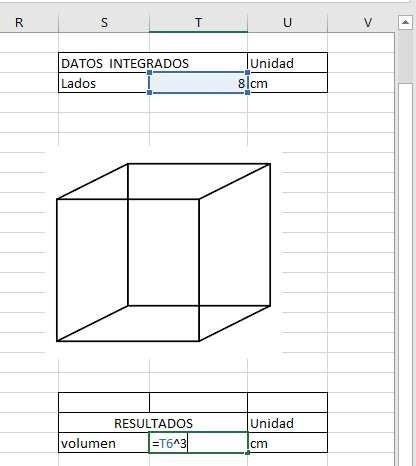 R S T U V
DATOS INTEGRADOS Unidad
Lados 8 cm
RESULTADOS Unidad
volumen =T6^3 cm